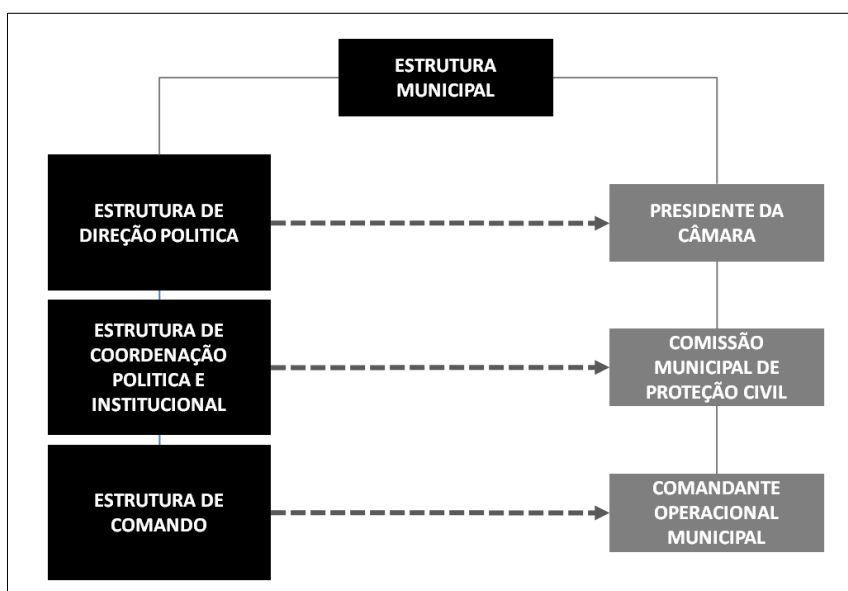 ESTRUTURA
MUNICIPAL
ESTRUTURA DE
DIREÇÃO POLITICA
PRESIDENTE DA
CÂMARA
ESTRUTURA DE
COORDENAÇÃO
POLITICA E
INSTITUCIONAL
COMISSÃO
MUNICIPAL DE
PROTEÇÃO CIVIL
ESTRUTURA DE
COMANDO
COMANDANTE
OPERACIONAL
MUNICIPAL